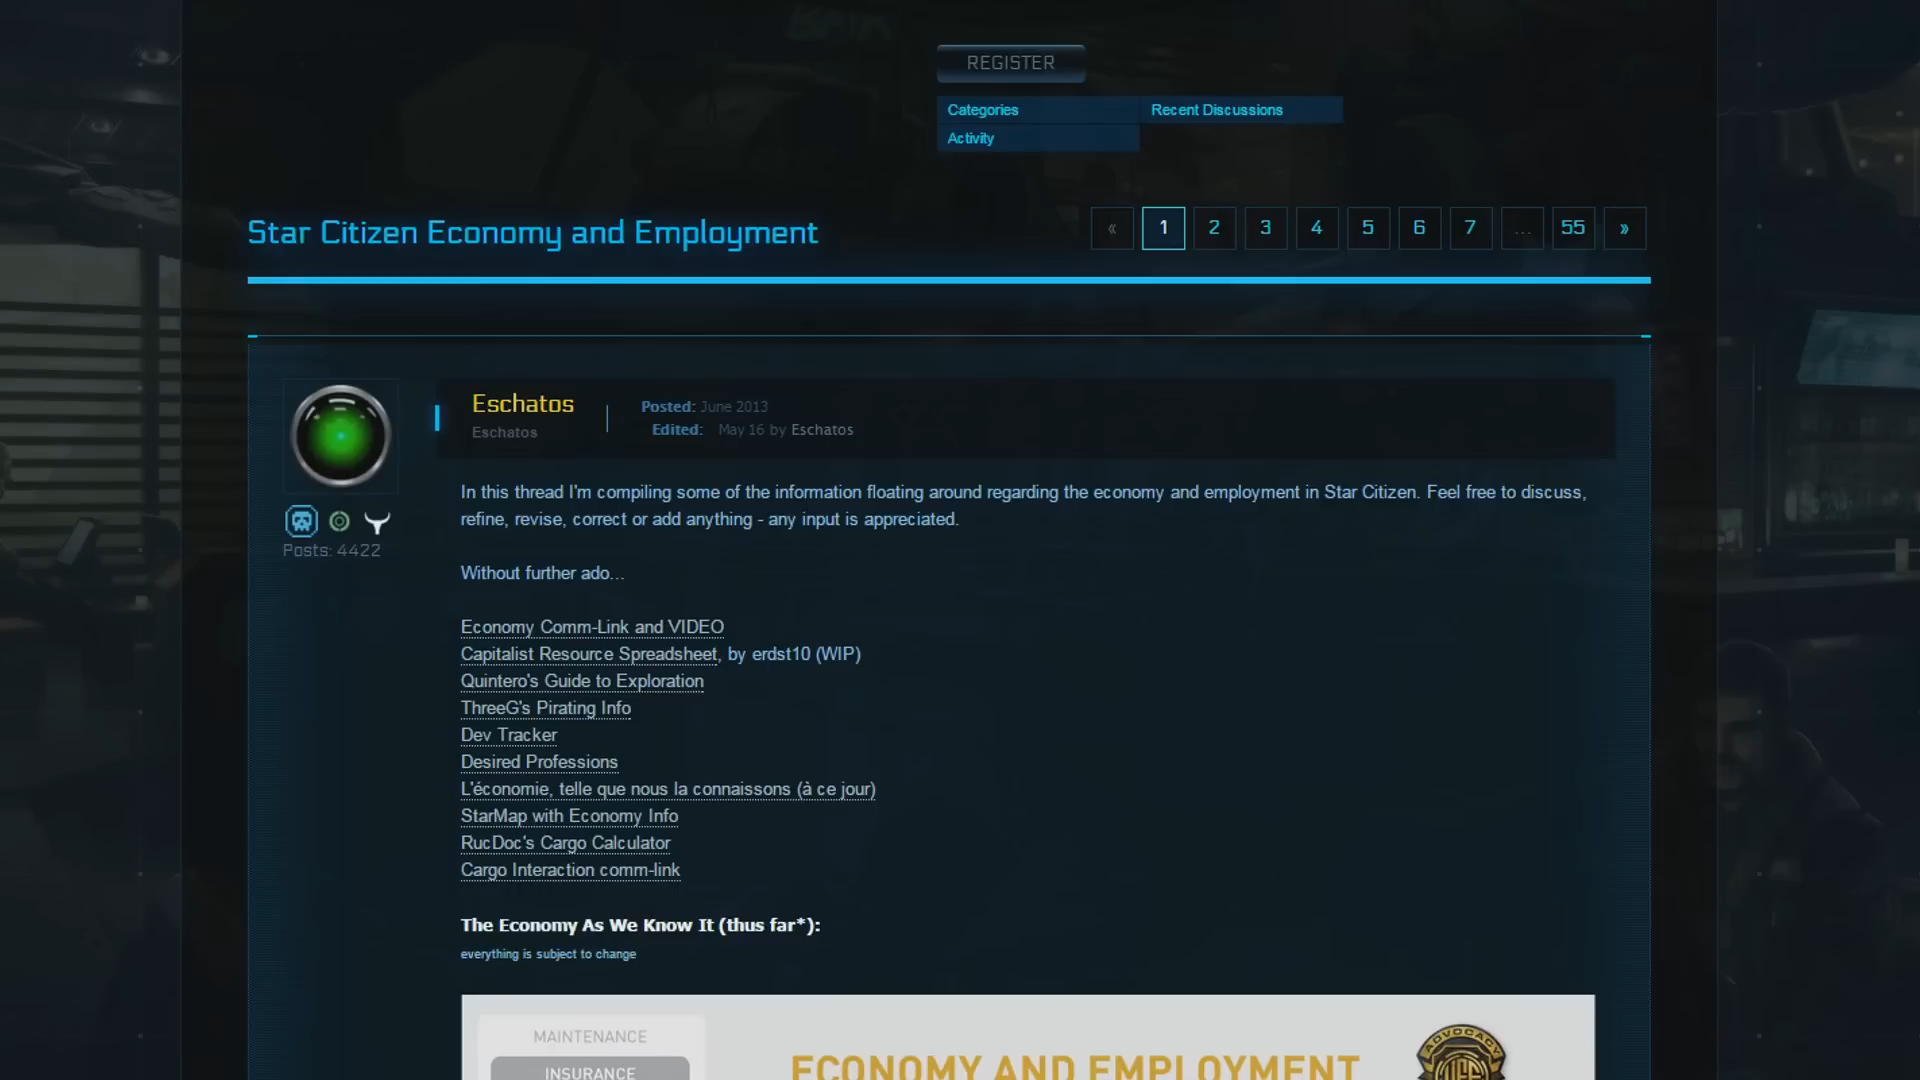 REGISTER
Categories
Recent Discussions
Activity
Star Citizen Economy and Employment
« 1 2 3 4 5 6 7 ... 55 »
Eschatos
Eschatos
Posted: June 2013
Edited: May 16 by Eschatos
Posts: 4422
In this thread I'm compiling some of the information floating around regarding the economy and employment in Star Citizen. Feel free to discuss,
refine, revise, correct or add anything - any input is appreciated.
Without further ado...
Economy Comm-Link and VIDEO
Capitalist Resource Spreadsheet, by erdst10 (WIP)
Quintero's Guide to Exploration
ThreeG's Pirating Info
Dev Tracker
Desired Professions
L'économie, telle que nous la connaissons (à ce jour)
StarMap with Economy Info
RucDoc's Cargo Calculator
Cargo Interaction comm-link
The Economy As We Know It (thus far*):
everything is subject to change
MAINTENANCE
INSURANCE
ECONOMY AND EMPLOYMENT
ADVOCACY
UEE